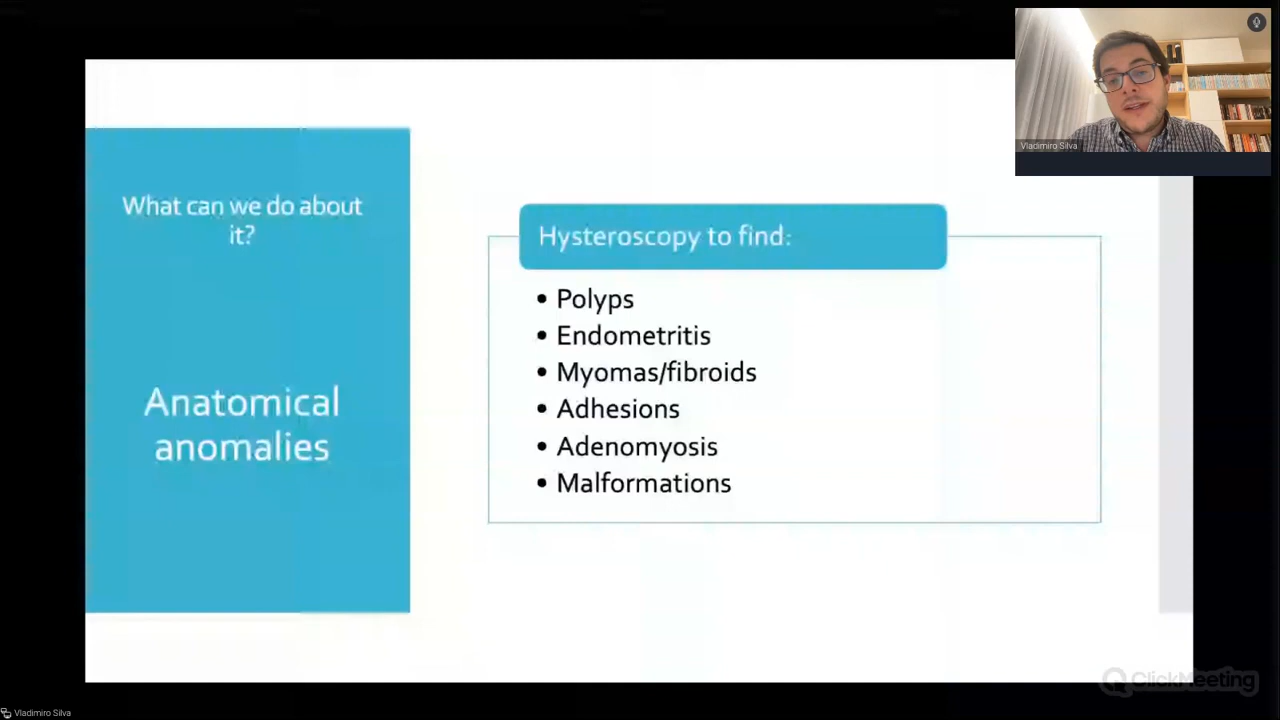 What can we do about
it?
Anatomical
anomalies
Hysteroscopy to find:
• Polyps
• Endometritis
• Myomas/fibroids
• Adhesions
• Adenomyosis
• Malformations
Vladimiro Silva
ClickMeeting
Vladimiro Silva